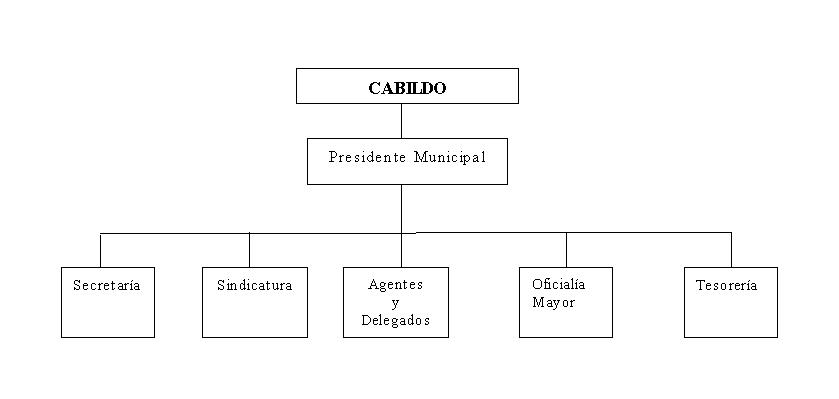 CABILDO
Presidente Municipal
Secretaría
Sindicatura
Agentes
y
Delegados
Oficialía
Mayor
Tesorería